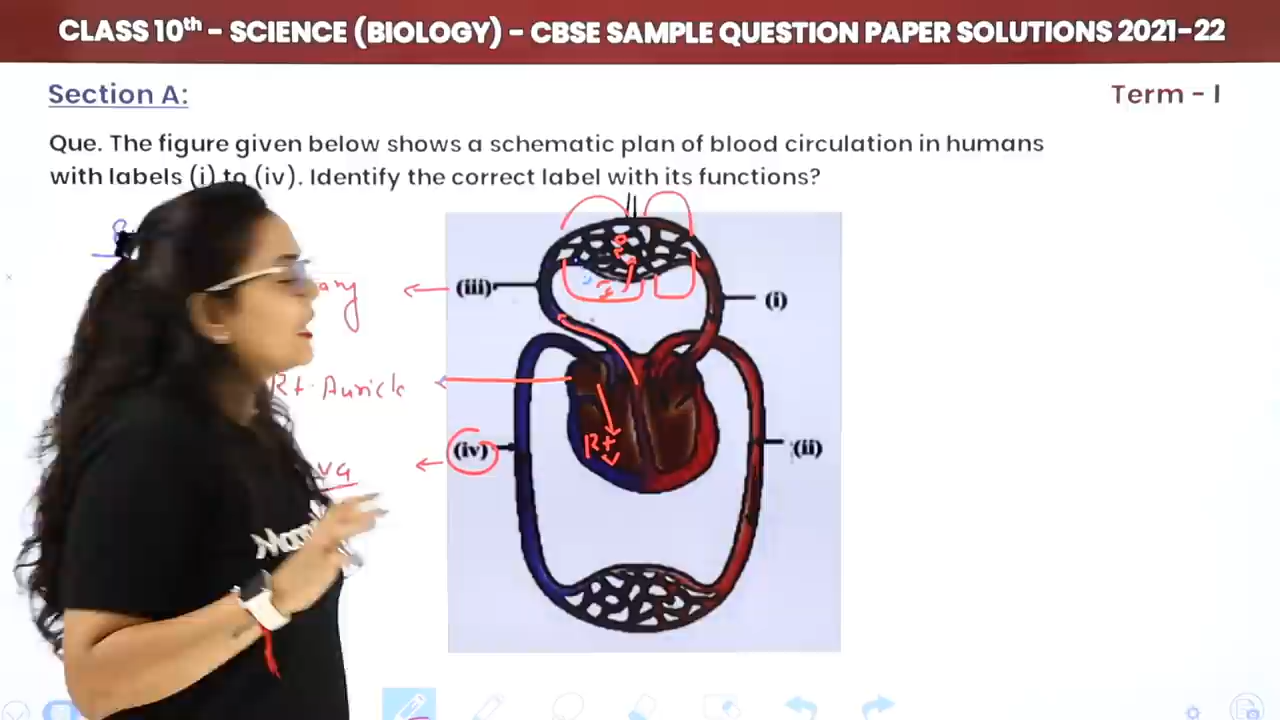 CLASS 10th – SCIENCE (BIOLOGY) – CBSE SAMPLE QUESTION PAPER SOLUTIONS 2021-22
Section A:
Term - I
Que. The figure given below shows a schematic plan of blood circulation in humans
with labels (i) to (iv). Identify the correct label with its functions?
(iii)
(i)
Rt. Auricle
Rt
(iv)
(ii)